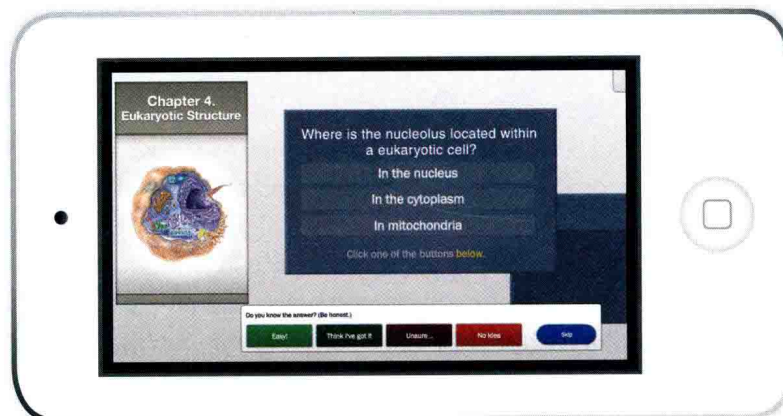 Chapter 4.
Eukaryotic Structure
Where is the nucleolus located within
a eukaryotic cell?
In the nucleus
In the cytoplasm
In mitochondria
Click one of the buttons below.
Do you know the answer? (Be honest.)
Easy!
Think I've got it
Unsure...
No idea
Skip